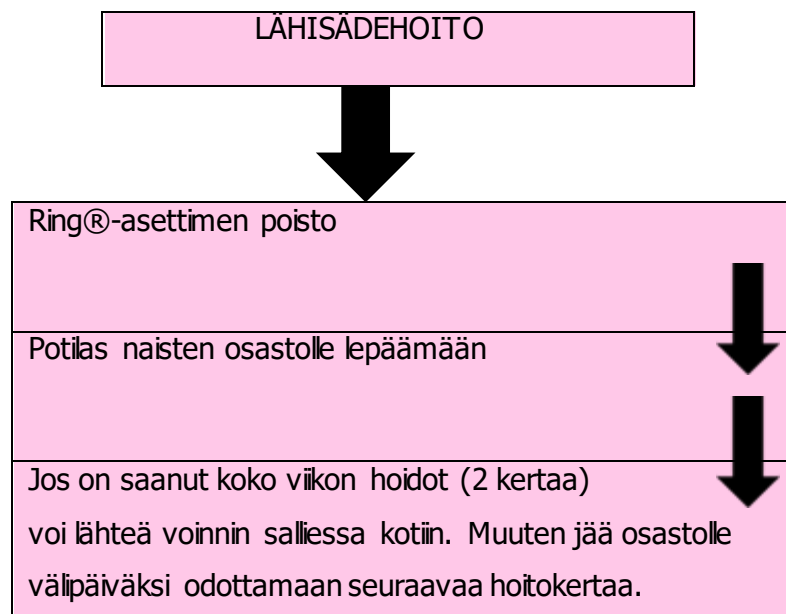 LÄHISÄDEHOITO
Ring®-asettimen poisto
Potilas naisten osastolle lepäämään
Jos on saanut koko viikon hoidot (2 kertaa)
voi lähteä voinnin salliessa kotiin. Muuten jää osastolle
välipäiväksi odottamaan seuraavaa hoitokertaa.